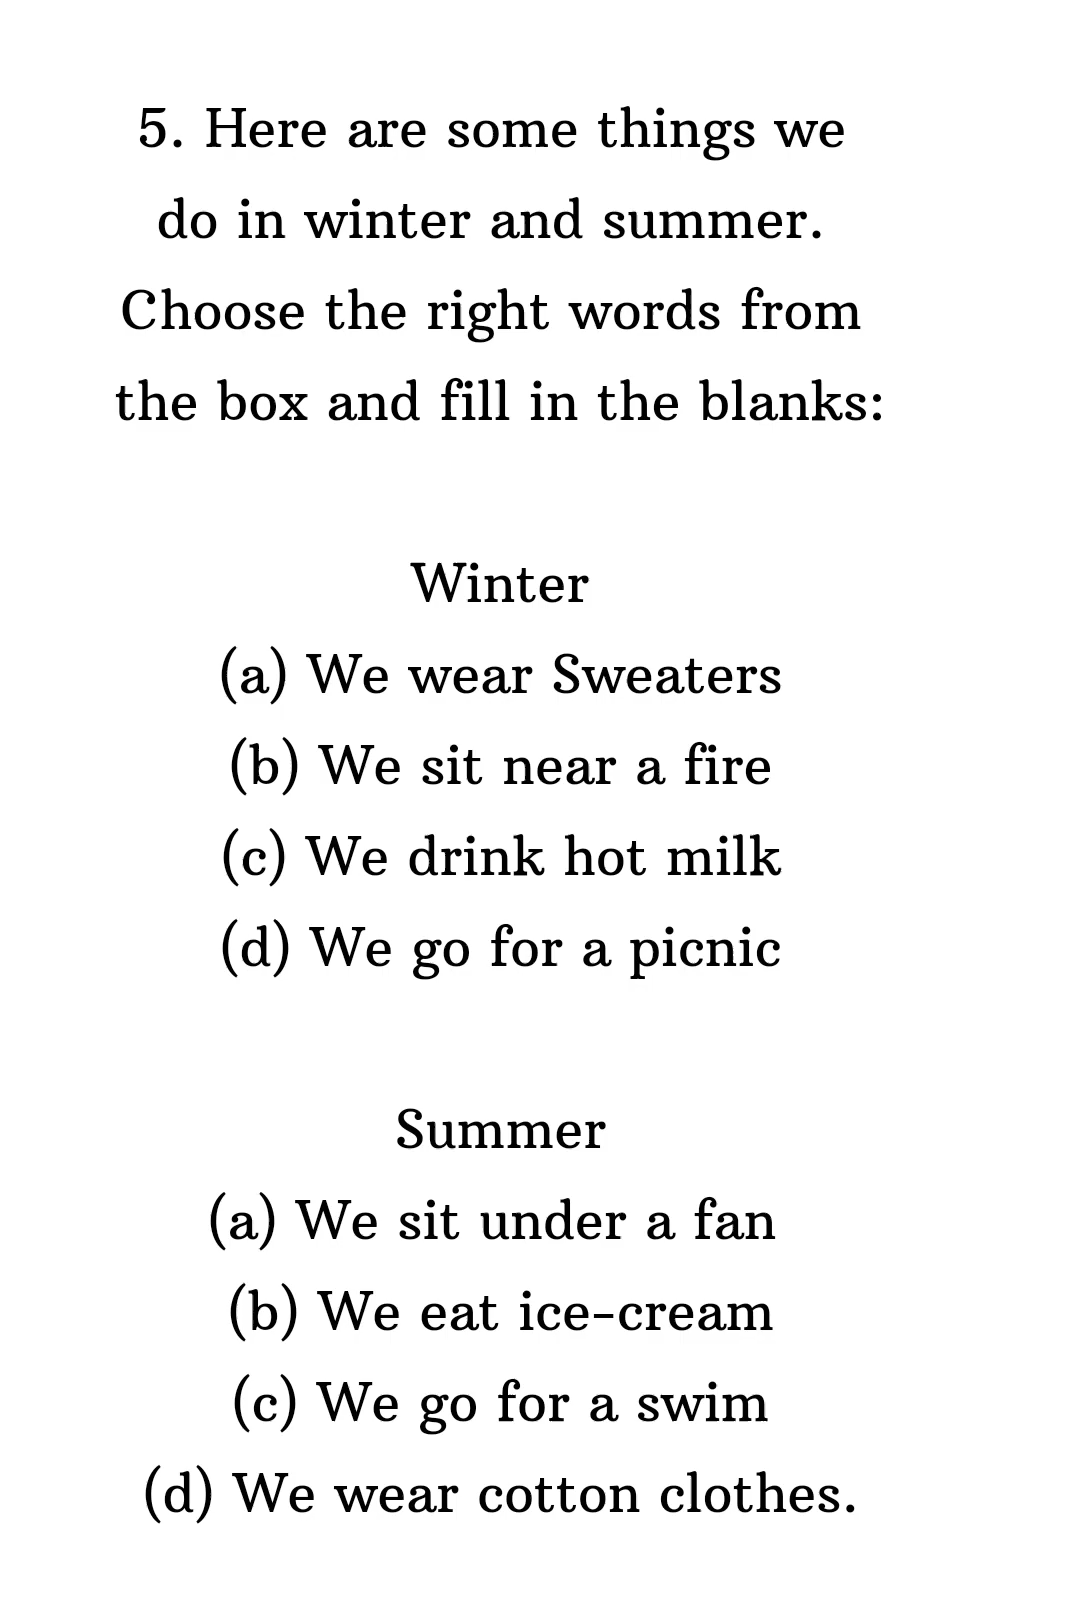 5. Here are some things we
do in winter and summer.
Choose the right words from
the box and fill in the blanks:
Winter
(a) We wear Sweaters
(b) We sit near a fire
(c) We drink hot milk
(d) We go for a picnic
Summer
(a) We sit under a fan
(b) We eat ice-cream
(c) We go for a swim
(d) We wear cotton clothes.